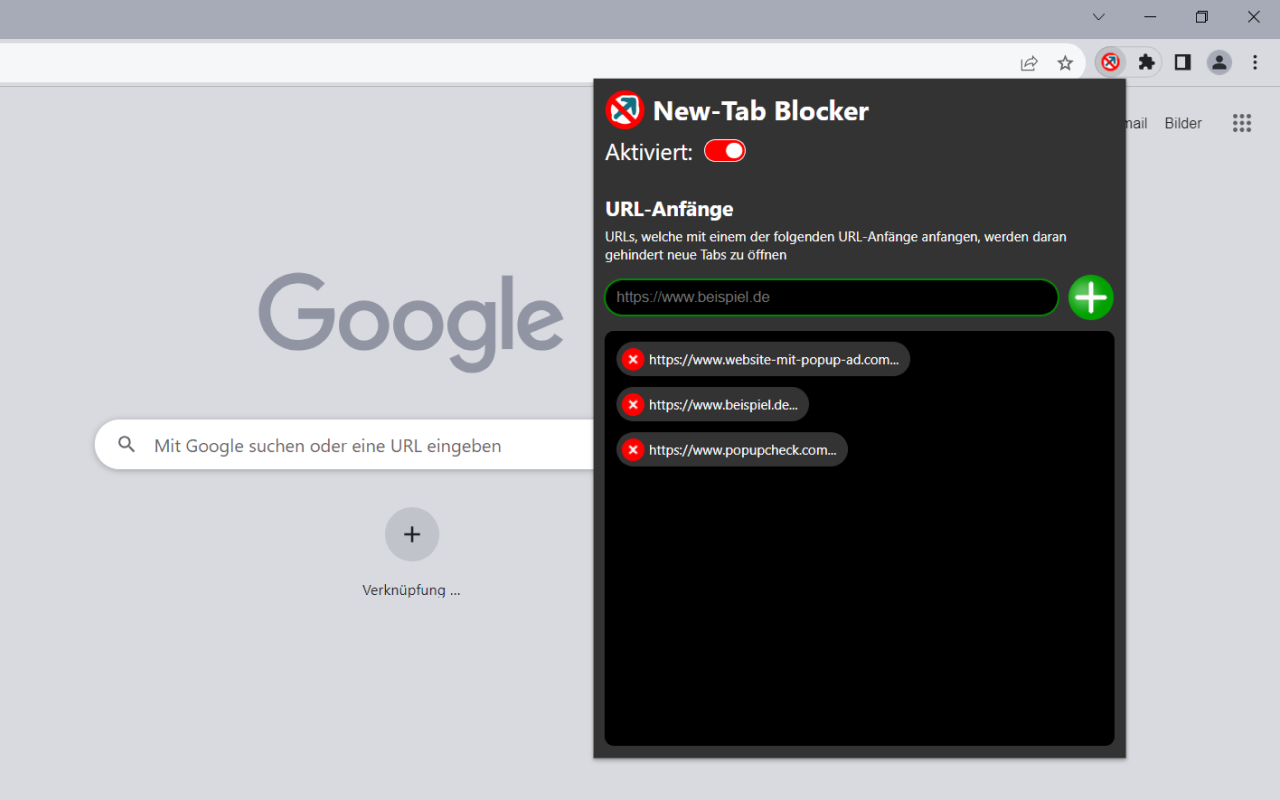 New-Tab Blocker
Bilder
Aktiviert:
URL-Anfänge
URLs, welche mit einem der folgenden URL-Anfänge anfangen, werden daran
gehindert neue Tabs zu öffnen
https://www.beispiel.de
https://www.website-mit-popup-ad.com...
https://www.beispiel.de...
https://www.popupcheck.com...
Google
Mit Google suchen oder eine URL eingeben
Verknüpfung ...